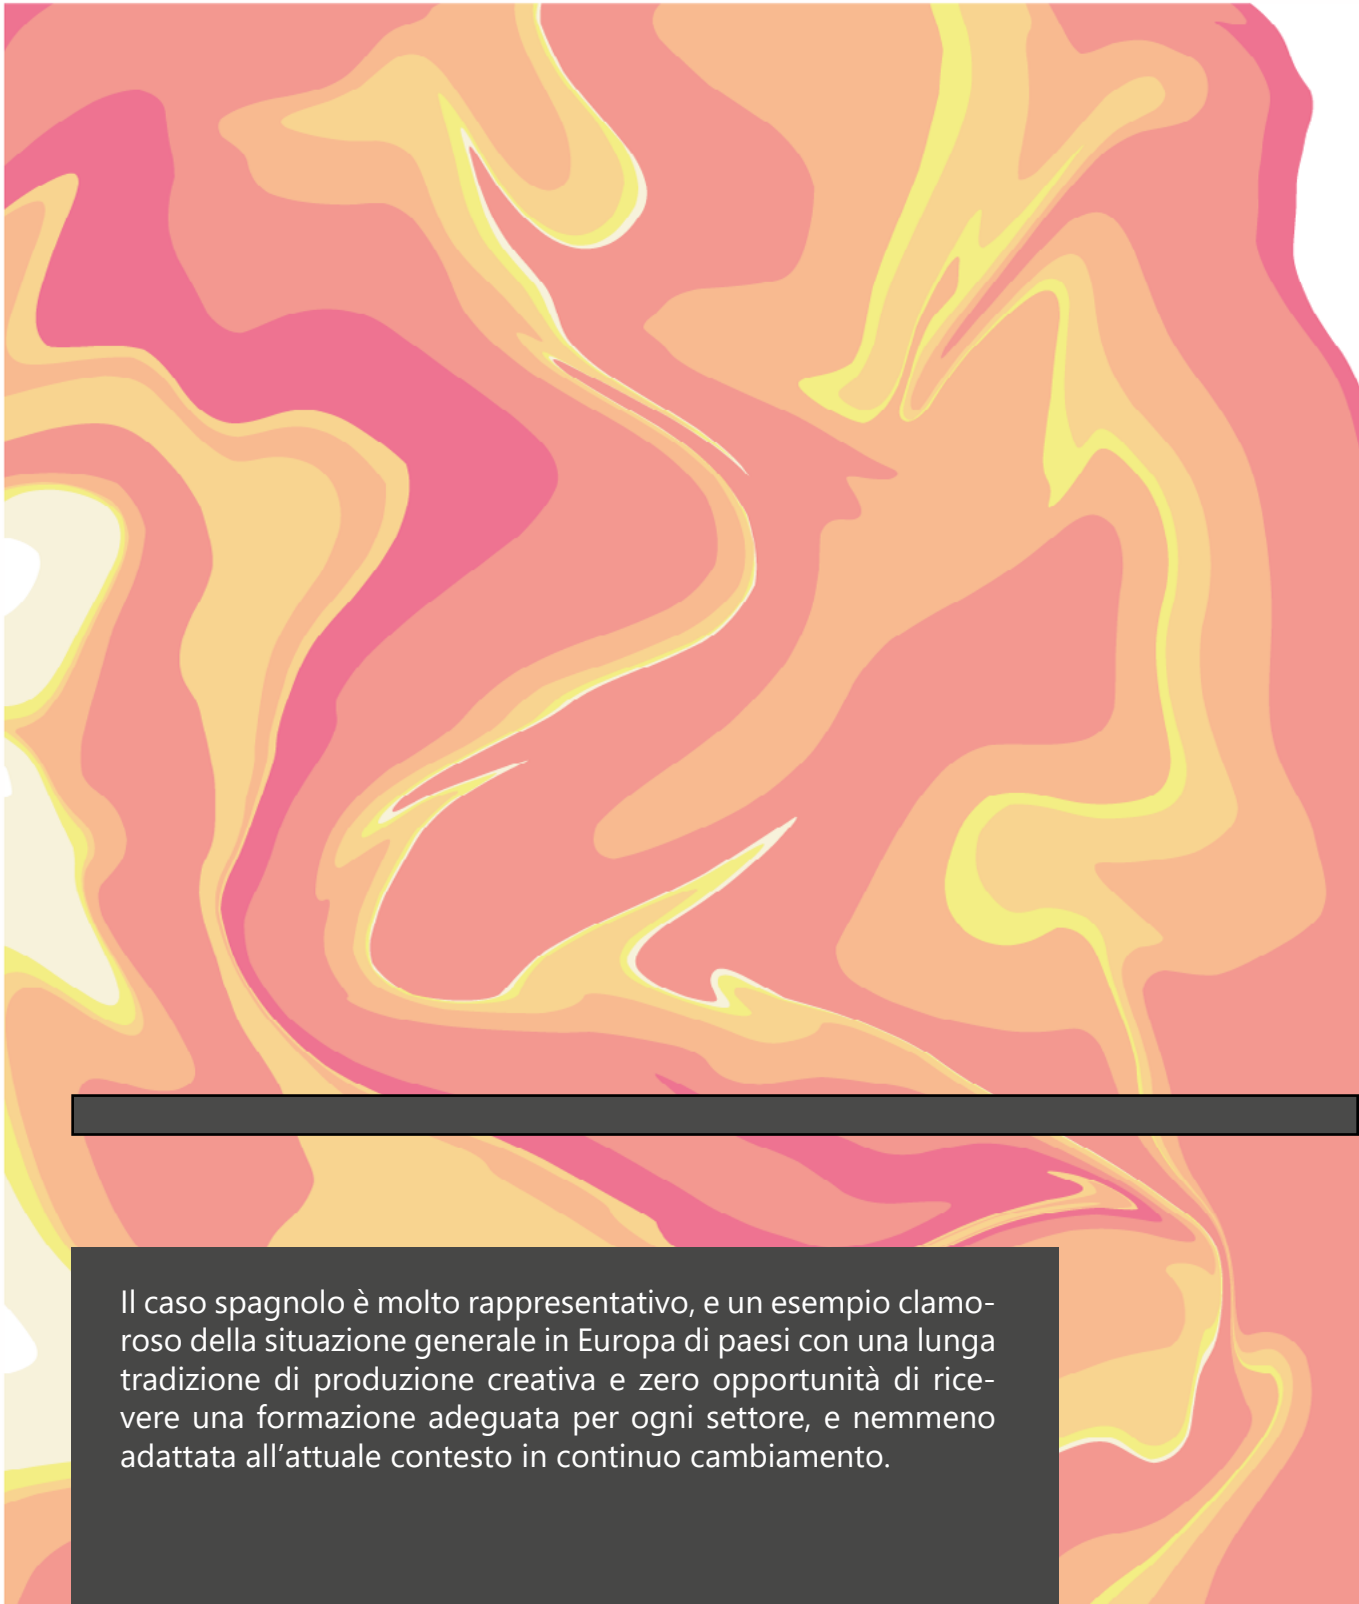 Il caso spagnolo è molto rappresentativo, e un esempio clamo-
roso della situazione generale in Europa di paesi con una lunga
tradizione di produzione creativa e zero opportunità di rice-
vere una formazione adeguata per ogni settore, e nemmeno
adattata all’attuale contesto in continuo cambiamento.